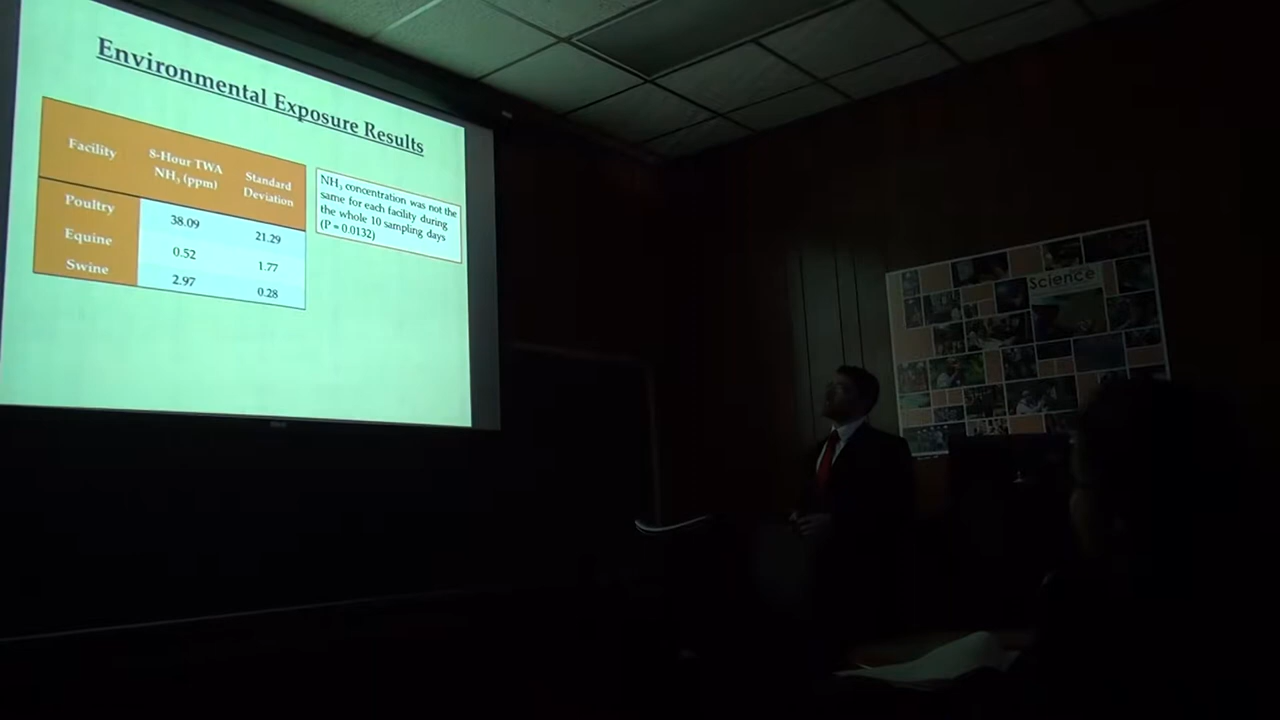 Environmental Exposure Results
Facility
8-Hour TWA
NH₃ (ppm)
Standard
Deviation
Poultry
38.09
21.29
Equine
0.52
1.77
Swine
2.97
0.28
NH₃ concentration was not the
same for each facility during
the whole 10 sampling days
(P = 0.0132)
Science